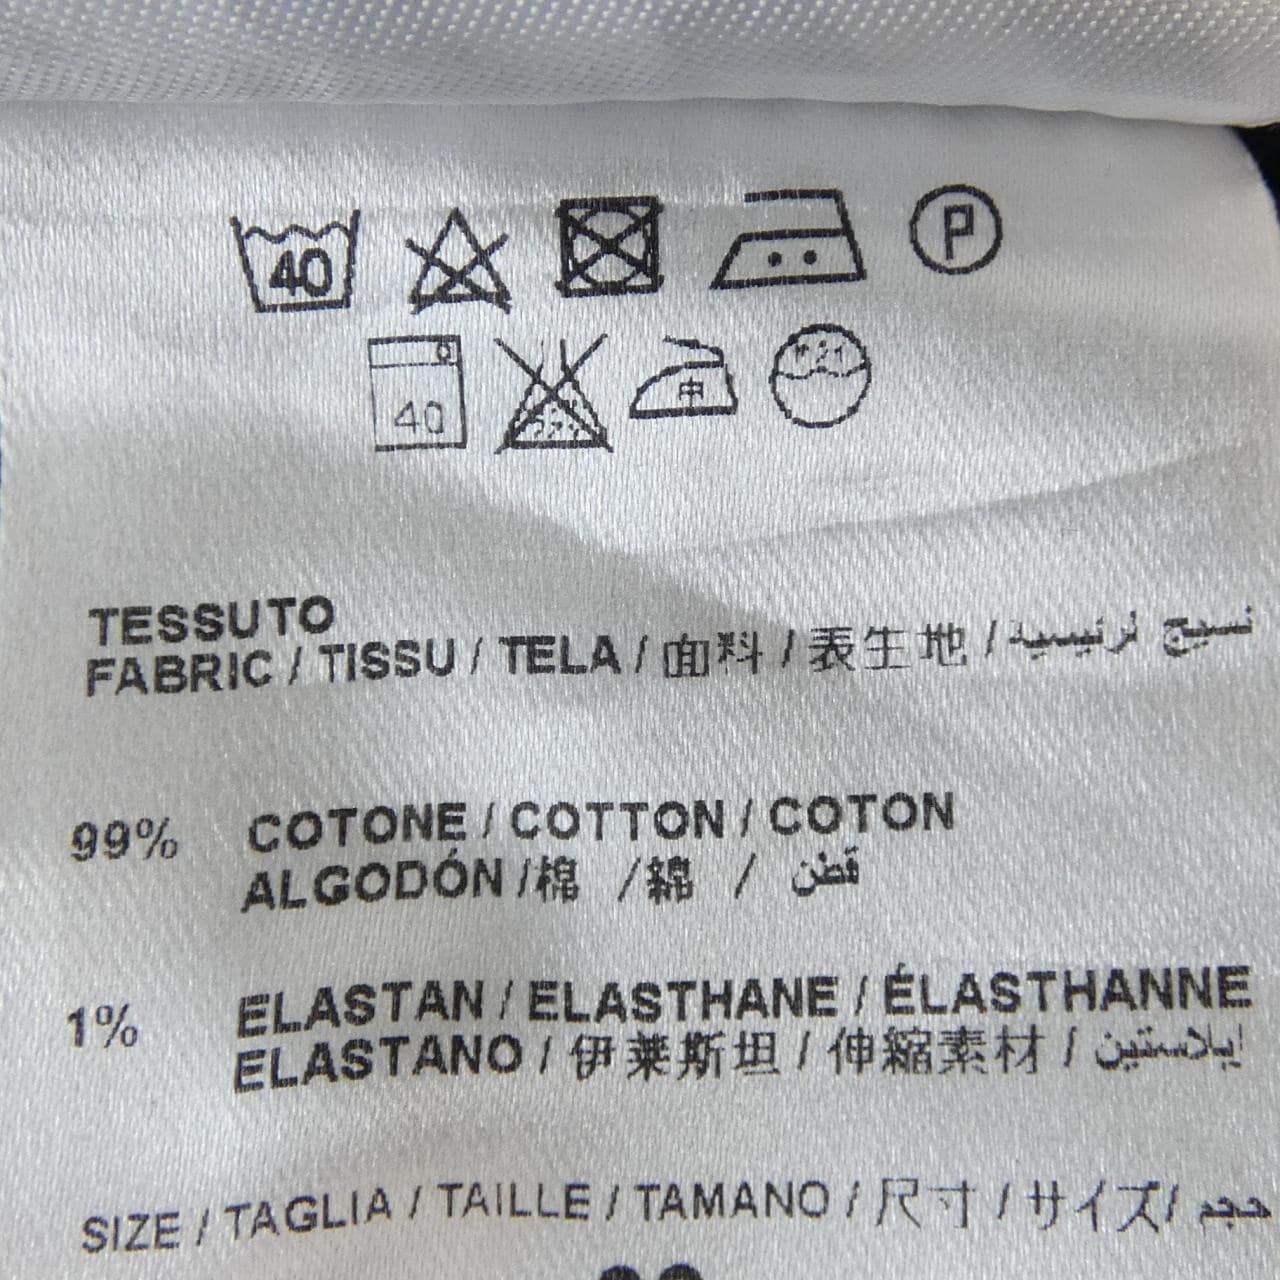 40
P
40
中
TESSUTO
FABRIC / TISSU / TELA / 面料 / 表生地 / نسيج رئيسية
99% COTONE / COTTON / COTON
ALGODÓN / 棉 / 綿 / قطن
1% ELASTAN / ELASTHANE / ÉLASTHANNE
ELASTANO / 伊莱斯坦 / 伸縮素材 / إيلاستين
SIZE / TAGLIA / TAILLE / TAMANO / 尺寸 / サイズ / حجم